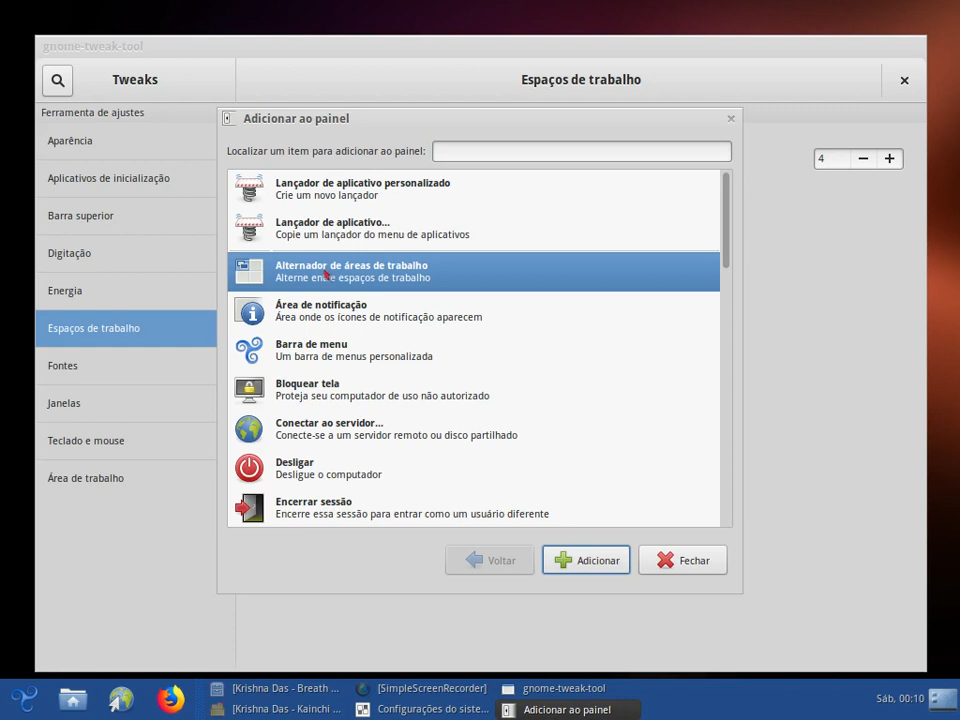 gnome-tweak-tool
Tweaks
Espaços de trabalho
Ferramenta de ajustes
Aparência
Aplicativos de inicialização
Barra superior
Digitação
Energia
Espaços de trabalho
Fontes
Janelas
Teclado e mouse
Área de trabalho
4
Adicionar ao painel
Localizar um item para adicionar ao painel:
Lançador de aplicativo personalizado
Crie um novo lançador
Lançador de aplicativo...
Copie um lançador do menu de aplicativos
Alternador de áreas de trabalho
Alterne entre espaços de trabalho
Área de notificação
Área onde os ícones de notificação aparecem
Barra de menu
Um barra de menus personalizada
Bloquear tela
Proteja seu computador de uso não autorizado
Conectar ao servidor...
Conecte-se a um servidor remoto ou disco partilhado
Desligar
Desligue o computador
Encerrar sessão
Encerre essa sessão para entrar como um usuário diferente
Voltar
Adicionar
Fechar
[Krishna Das - Breath ...
[SimpleScreenRecorder]
gnome-tweak-tool
[Krishna Das - Kainchi ...
Configurações do siste...
Adicionar ao painel
Sáb, 00:10